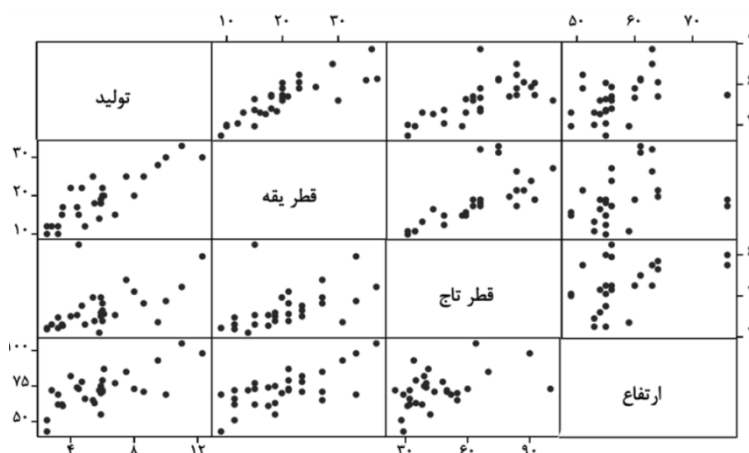 ۱۰ ۲۰ ۳۰ ۵۰ ۶۰ ۷۰
تولید
۳۰
۲۰
۱۰
قطر یقه
قطر تاج
۱۰۰
۷۵
۵۰
ارتفاع
۴ ۸ ۱۲ ۳۰ ۶۰ ۹۰